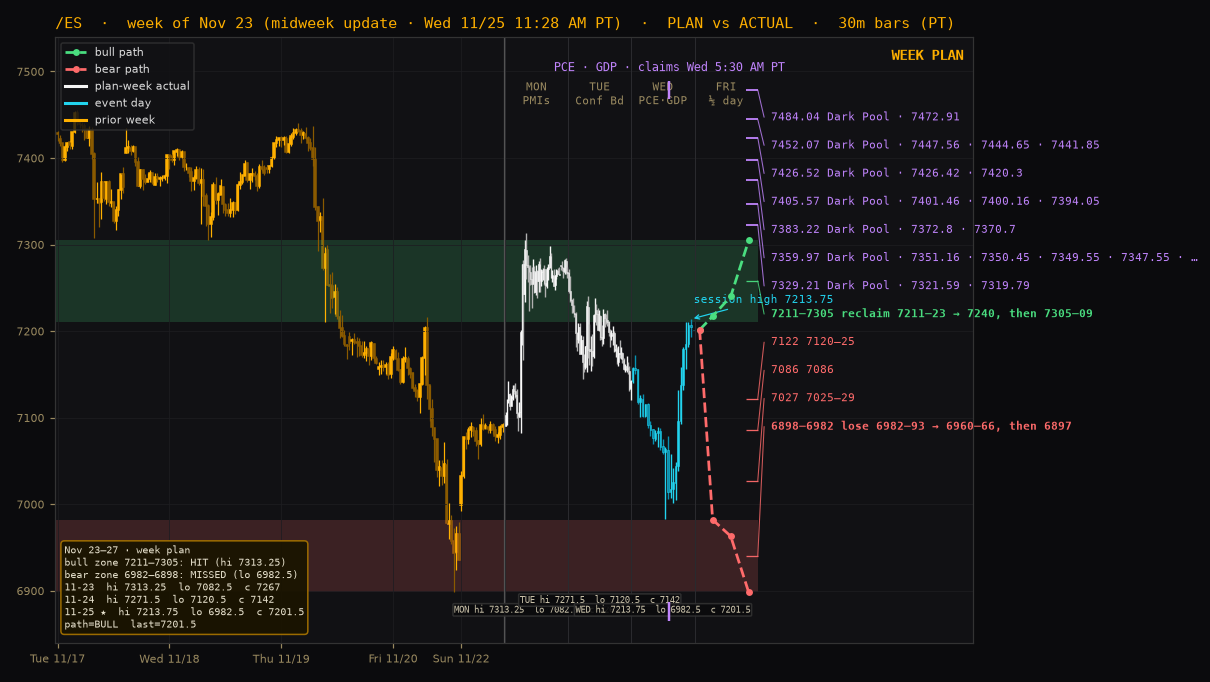 /ES  ·  week of Nov 23 (midweek update · Wed 11/25 11:28 AM PT)  ·  PLAN vs ACTUAL  ·  30m bars (PT)
WEEK PLAN
bull path
bear path
plan-week actual
event day
prior week
PCE · GDP · claims Wed 5:30 AM PT
MON
PMIs
TUE
Conf Bd
WED
PCE·GDP
FRI
½ day
7500
7400
7300
7200
7100
7000
6900
7484.04 Dark Pool · 7472.91
7452.07 Dark Pool · 7447.56 · 7444.65 · 7441.85
7426.52 Dark Pool · 7426.42 · 7420.3
7405.57 Dark Pool · 7401.46 · 7400.16 · 7394.05
7383.22 Dark Pool · 7372.8 · 7370.7
7359.97 Dark Pool · 7351.16 · 7350.45 · 7349.55 · 7347.55 · …
7329.21 Dark Pool · 7321.59 · 7319.79
session high 7213.75
7211–7305 reclaim 7211–23 → 7240, then 7305–09
7122 7120–25
7086 7086
7027 7025–29
6898–6982 lose 6982–93 → 6960–66, then 6897
Nov 23–27 · week plan
bull zone 7211–7305: HIT (hi 7313.25)
bear zone 6982–6898: MISSED (lo 6982.5)
11-23  hi 7313.25  lo 7082.5  c 7267
11-24  hi 7271.5  lo 7120.5  c 7142
11-25 ★  hi 7213.75  lo 6982.5  c 7201.5
path=BULL  last=7201.5
TUE hi 7271.5  lo 7120.5  c 7142
MON hi 7313.25  lo 7082.
WED hi 7213.75  lo 6982.5  c 7201.5
Tue 11/17
Wed 11/18
Thu 11/19
Fri 11/20
Sun 11/22